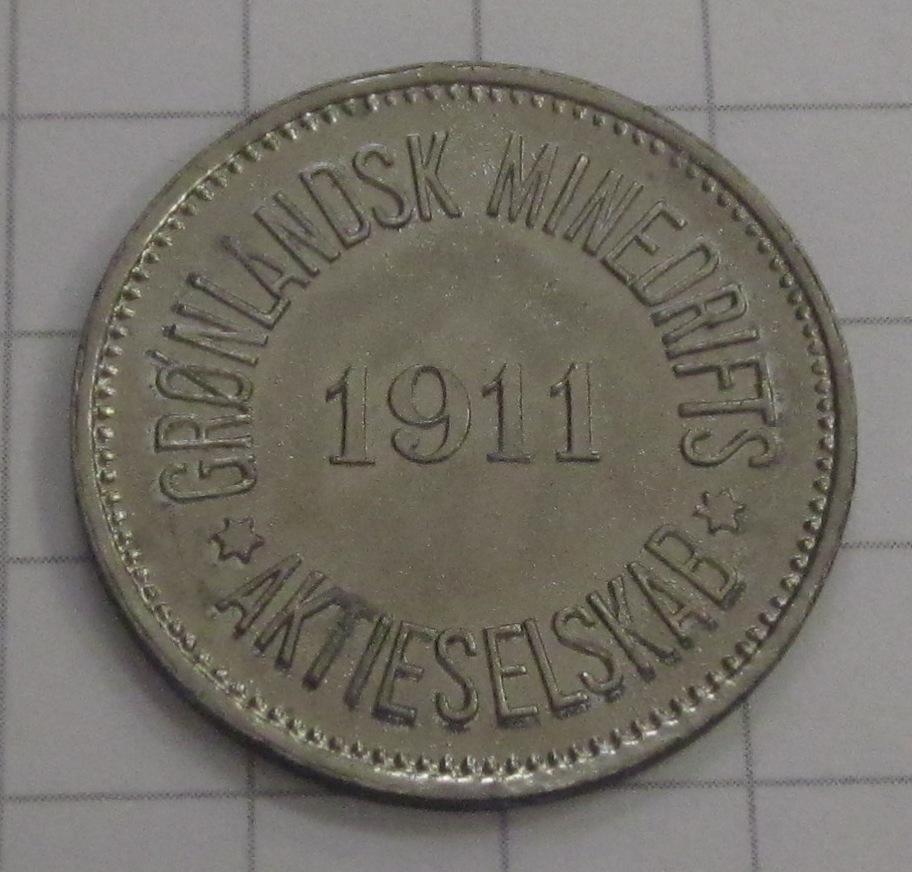 GRØNLANDSK MINEDRIFTS
1911
AKTIESELSKAB